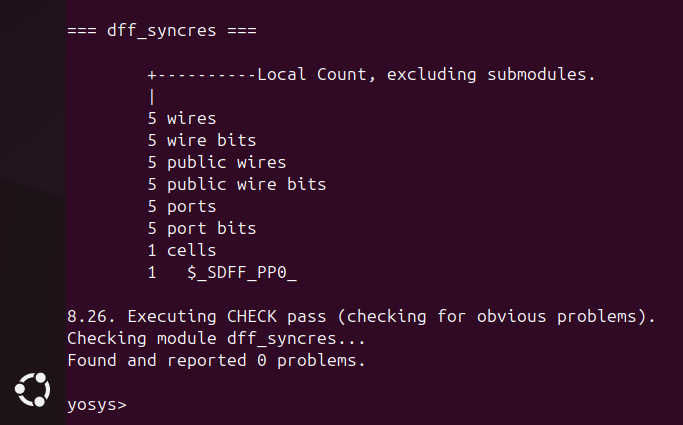 === dff_syncres ===
+----------Local Count, excluding submodules.
|
5 wires
5 wire bits
5 public wires
5 public wire bits
5 ports
5 port bits
1 cells
1   $_SDFF_PP0_
8.26. Executing CHECK pass (checking for obvious problems).
Checking module dff_syncres...
Found and reported 0 problems.
yosys>